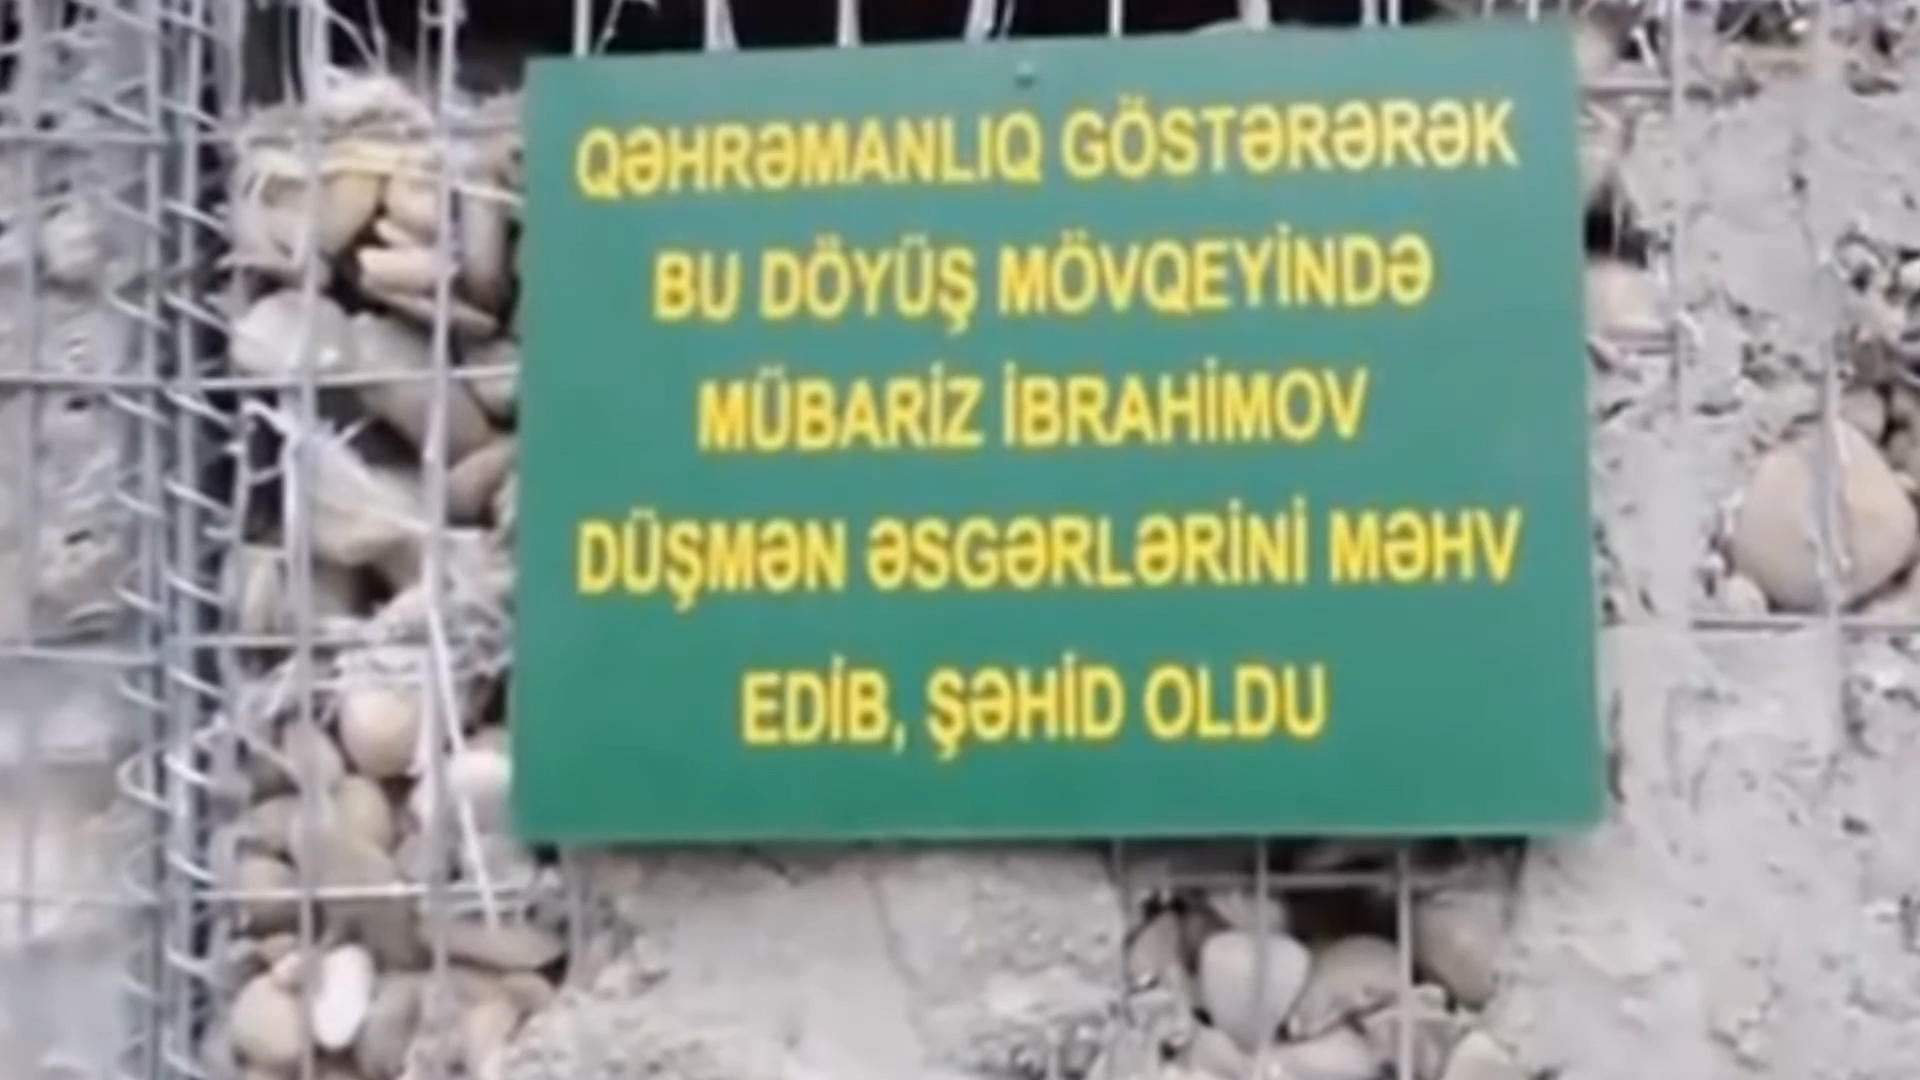 QƏHRƏMANLIQ GÖSTƏRƏRƏK
BU DÖYÜŞ MÖVQEYİNDƏ
MÜBARİZ İBRAHİMOV
DÜŞMƏN ƏSGƏRLƏRİNİ MƏHV
EDİB, ŞƏHİD OLDU